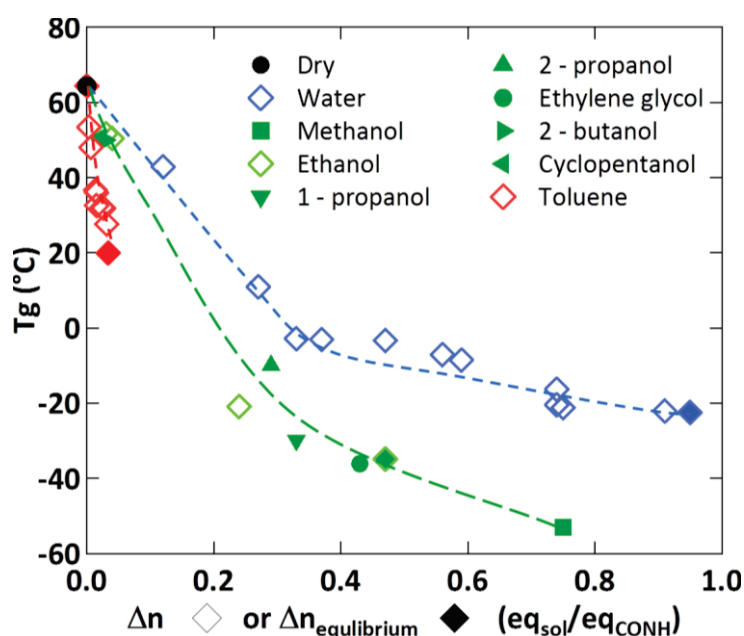 80
60
40
20
0
-20
-40
-60
Tg (°C)
Dry
Water
Methanol
Ethanol
1 - propanol
2 - propanol
Ethylene glycol
2 - butanol
Cyclopentanol
Toluene
0.0 0.2 0.4 0.6 0.8 1.0
Δn or Δn_equlibrium (eq_sol/eq_CONH)